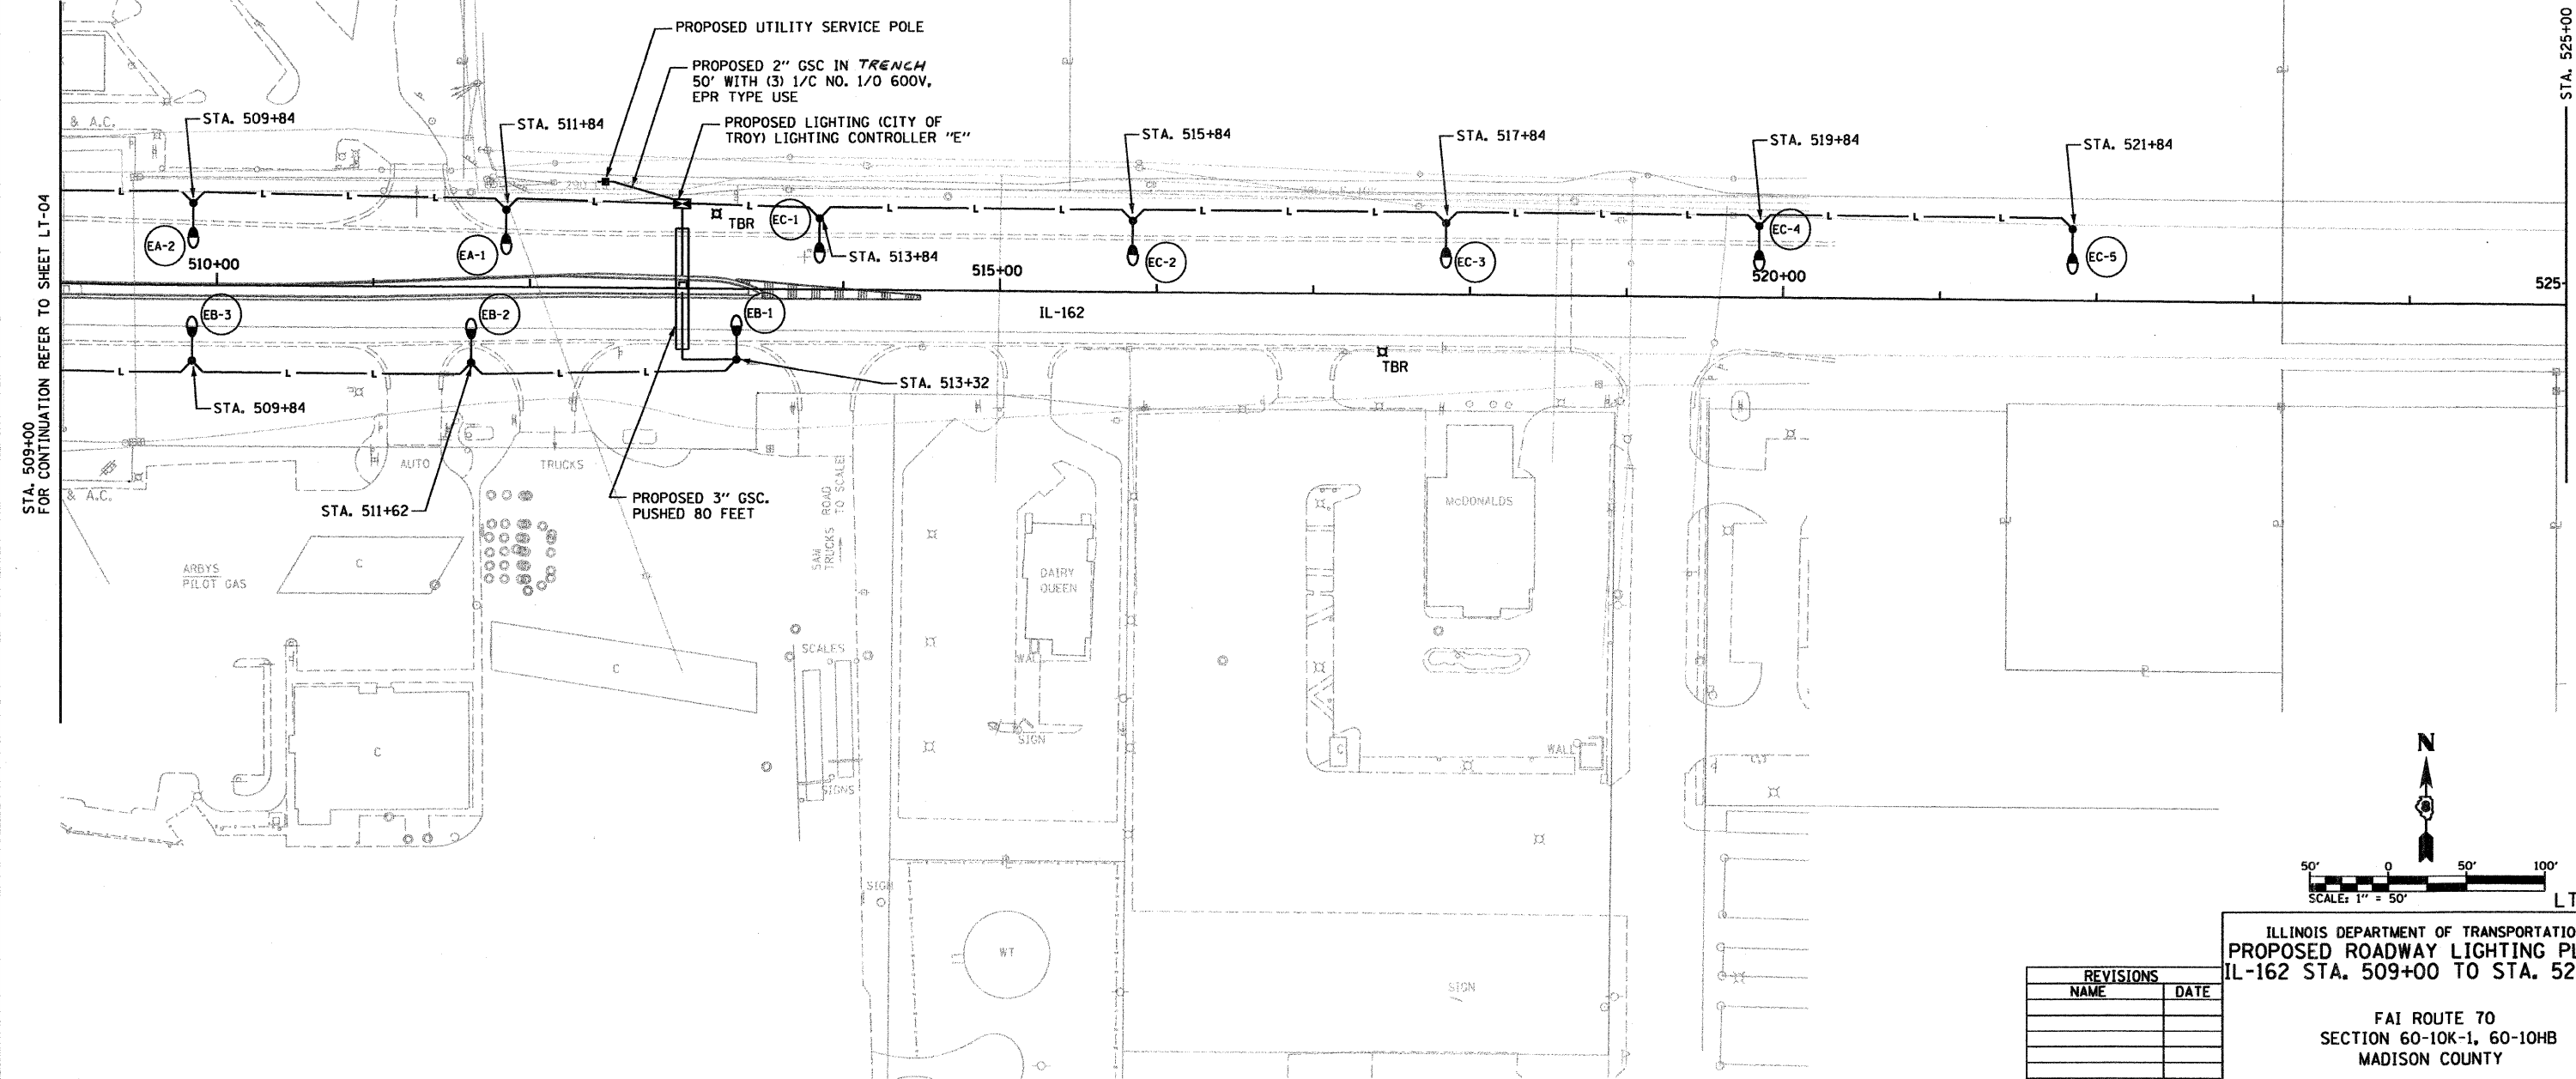 PROPOSED UTILITY SERVICE POLE
PROPOSED 2" GSC IN TRENCH
50' WITH (3) 1/C NO. 1/0 600V,
EPR TYPE USE
PROPOSED LIGHTING (CITY OF
TROY) LIGHTING CONTROLLER "E"
& A.C.
STA. 509+84
STA. 511+84
STA. 515+84
STA. 517+84
STA. 519+84
STA. 521+84
STA. 525+00
TBR
EC-1
STA. 513+84
EA-2
EA-1
EC-2
EC-3
EC-4
EC-5
510+00
515+00
520+00
525
EB-3
EB-2
EB-1
IL-162
STA. 509+00
FOR CONTINUATION REFER TO SHEET LT-04
TBR
STA. 513+32
STA. 509+84
AUTO
TRUCKS
& A.C.
STA. 511+62
PROPOSED 3" GSC.
PUSHED 80 FEET
SAM
TRUCKS ROAD
TO SCALE
McDONALDS
ARBYS
PILOT GAS
C
DAIRY
QUEEN
SCALES
WALL
C
C
SIGN
SIGNS
C
WALL
SIGN
WT
SIGN
N
50' 0 50' 100'
SCALE: 1" = 50'
LT
ILLINOIS DEPARTMENT OF TRANSPORTATIO
PROPOSED ROADWAY LIGHTING PL
IL-162 STA. 509+00 TO STA. 52
REVISIONS
NAME DATE
FAI ROUTE 70
SECTION 60-10K-1, 60-10HB
MADISON COUNTY